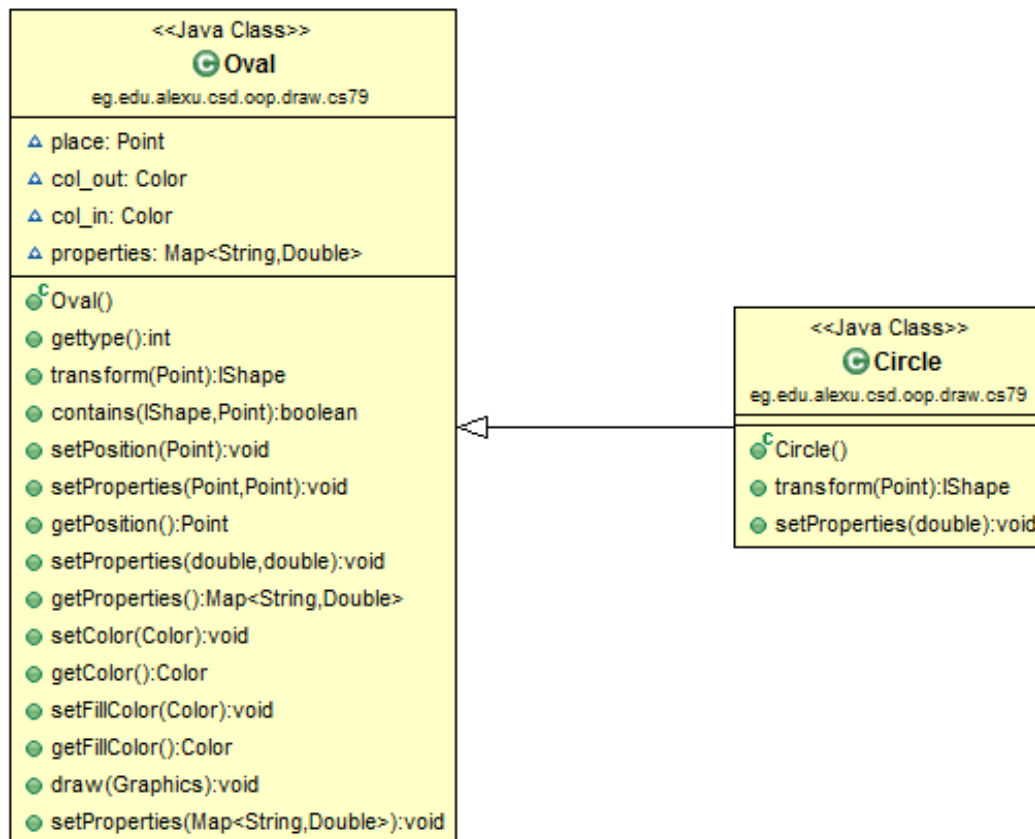 <<Java Class>>
C Oval
eg.edu.alexu.csd.oop.draw.cs79
place: Point
col_out: Color
col_in: Color
properties: Map<String,Double>
C Oval()
gettype():int
transform(Point):IShape
contains(IShape,Point):boolean
setPosition(Point):void
setProperties(Point,Point):void
getPosition():Point
setProperties(double,double):void
getProperties():Map<String,Double>
setColor(Color):void
getColor():Color
setFillColor(Color):void
getFillColor():Color
draw(Graphics):void
setProperties(Map<String,Double>):void
<<Java Class>>
C Circle
eg.edu.alexu.csd.oop.draw.cs79
C Circle()
transform(Point):IShape
setProperties(double):void